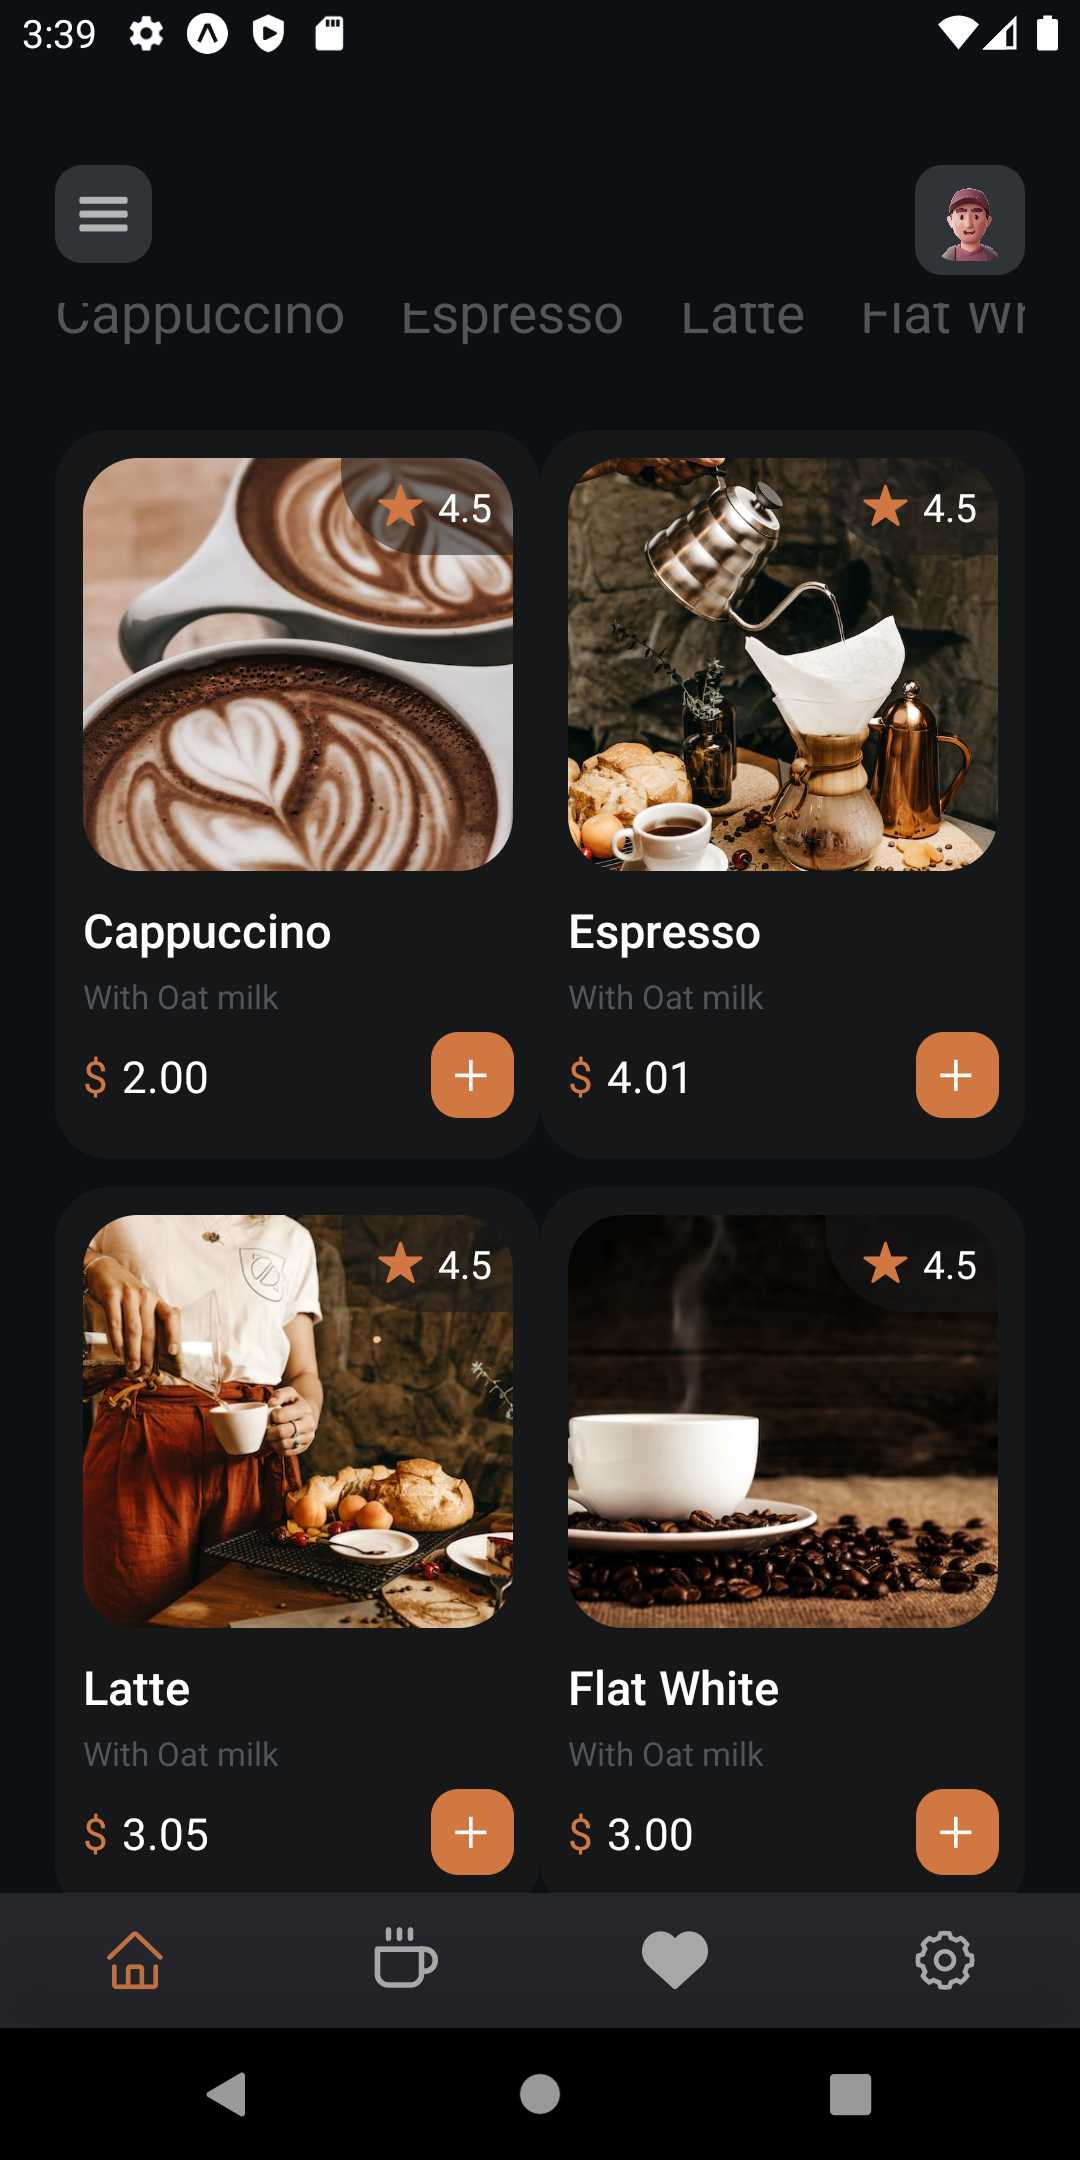 3:39
Cappuccino Espresso Latte Flat
4.5 4.5
Cappuccino Espresso
With Oat milk With Oat milk
$ 2.00 $ 4.01
4.5 4.5
Latte Flat White
With Oat milk With Oat milk
$ 3.05 $ 3.00